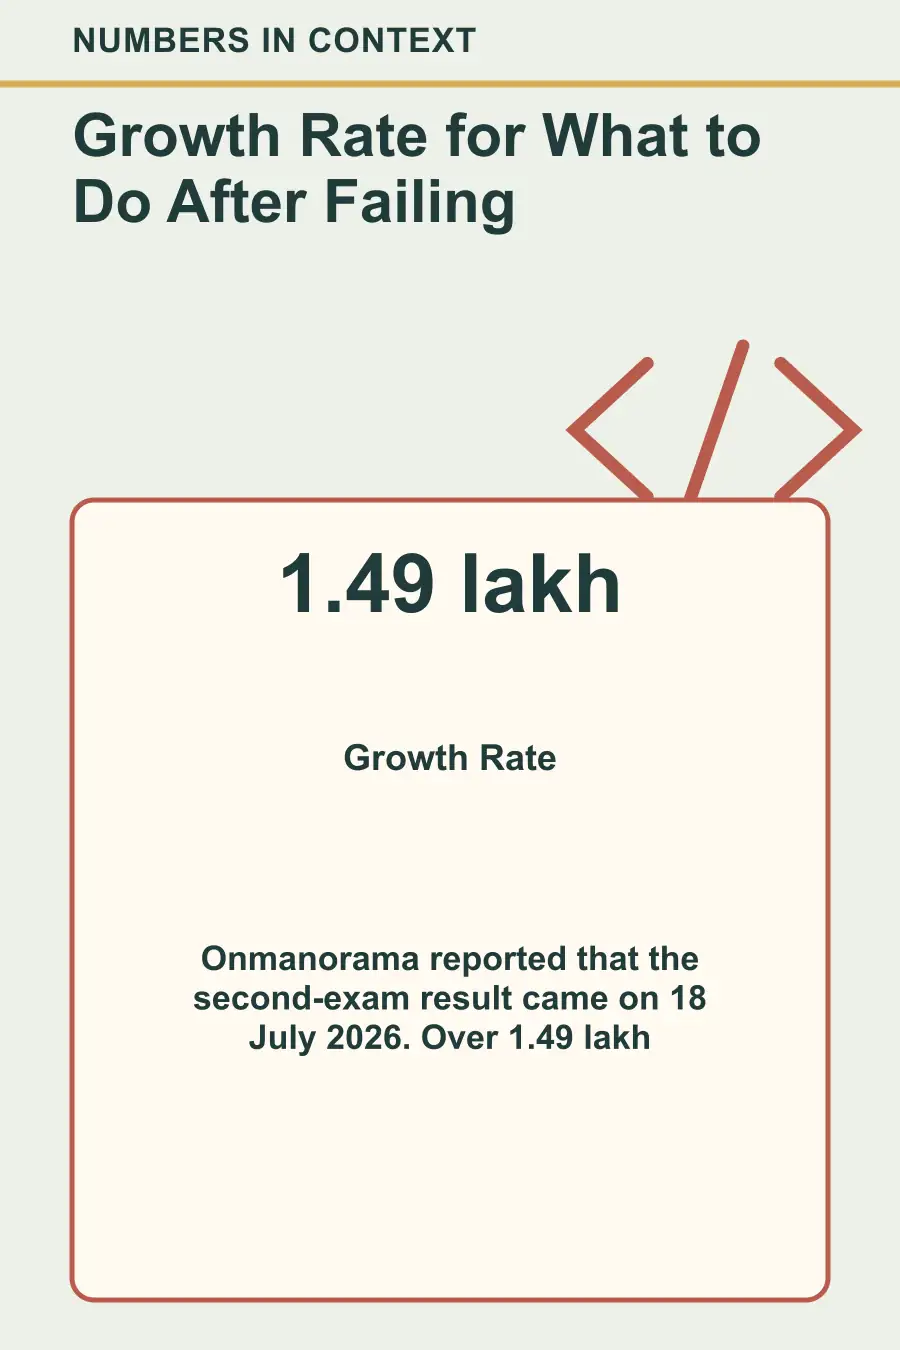 NUMBERS IN CONTEXT
Growth Rate for What to
Do After Failing
1.49 lakh
Growth Rate
Onmanorama reported that the
second-exam result came on 18
July 2026. Over 1.49 lakh